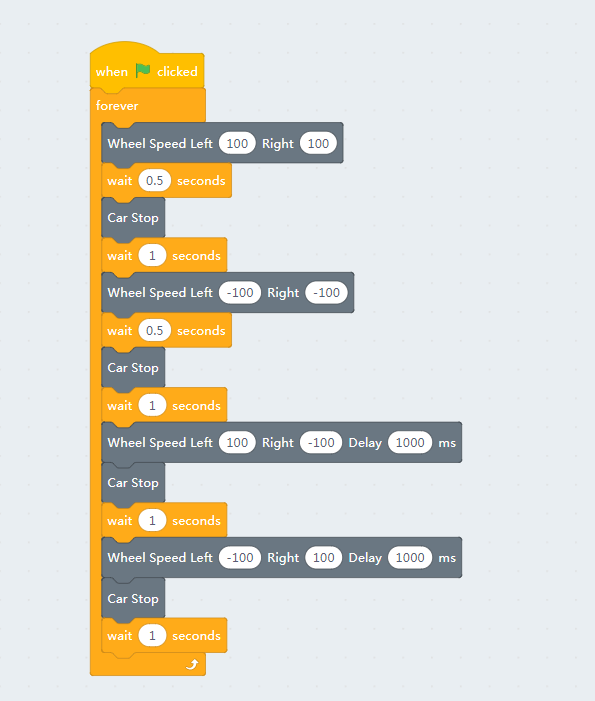 when clicked
forever
Wheel Speed Left 100 Right 100
wait 0.5 seconds
Car Stop
wait 1 seconds
Wheel Speed Left -100 Right -100
wait 0.5 seconds
Car Stop
wait 1 seconds
Wheel Speed Left 100 Right -100 Delay 1000 ms
Car Stop
wait 1 seconds
Wheel Speed Left -100 Right 100 Delay 1000 ms
Car Stop
wait 1 seconds